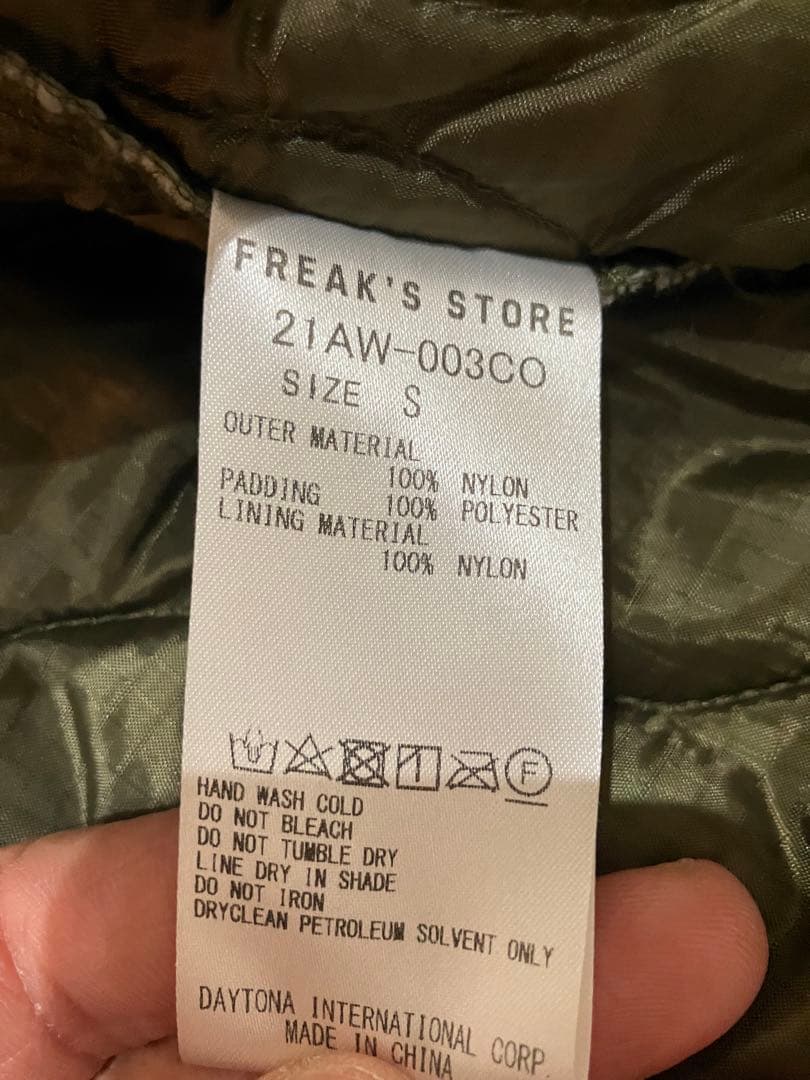 FREAK'S STORE
21AW-003CO
SIZE S
OUTER MATERIAL
100% NYLON
PADDING 100% POLYESTER
LINING MATERIAL
100% NYLON
F
HAND WASH COLD
DO NOT BLEACH
DO NOT TUMBLE DRY
LINE DRY IN SHADE
DO NOT IRON
DRYCLEAN PETROLEUM SOLVENT ONLY
DAYTONA INTERNATIONAL CORP.
MADE IN CHINA